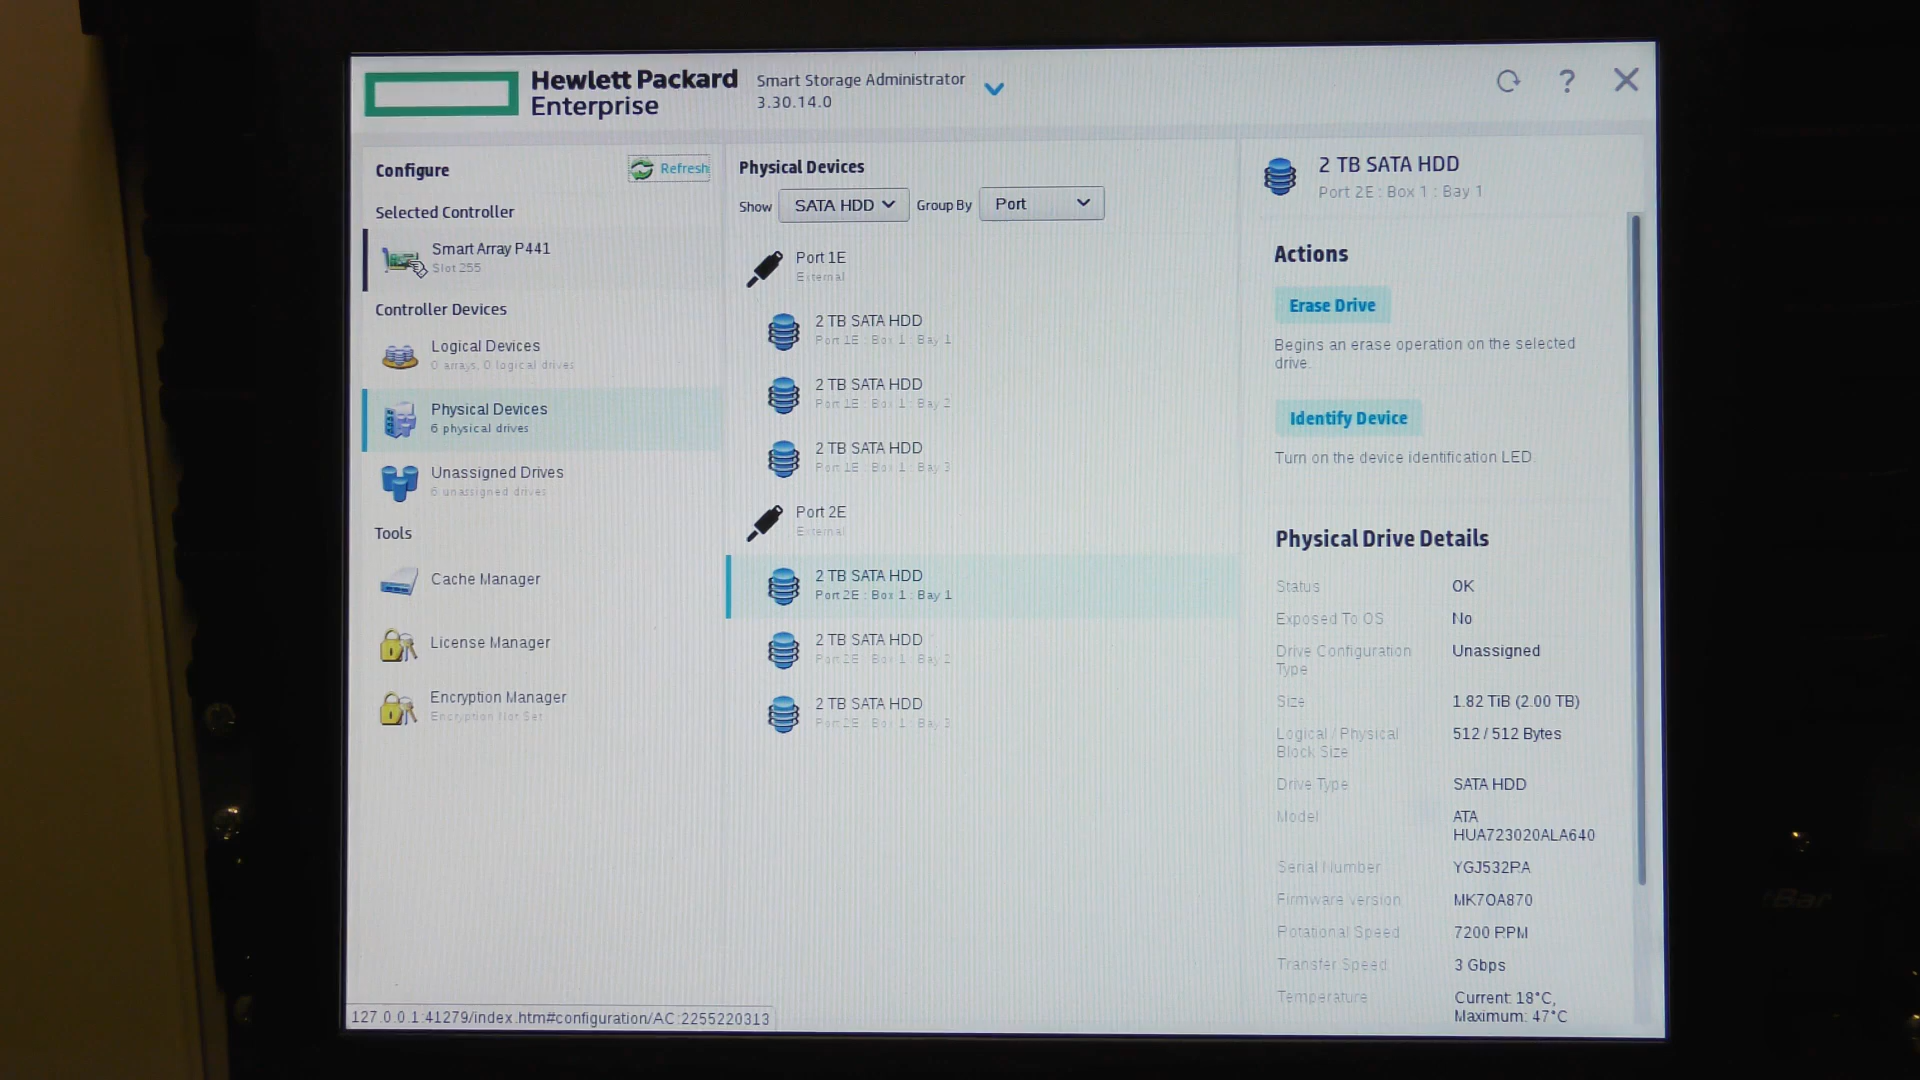 Hewlett Packard
Enterprise
Smart Storage Administrator
3.30.14.0
?
Configure
Refresh
Selected Controller
Smart Array P441
Slot 255
Controller Devices
Logical Devices
0 arrays, 0 logical drives
Physical Devices
6 physical drives
Unassigned Drives
6 unassigned drives
Tools
Cache Manager
License Manager
Encryption Manager
Encryption Not Set
Physical Devices
Show SATA HDD Group By Port
Port 1E
External
2 TB SATA HDD
Port 1E : Box 1 : Bay 1
2 TB SATA HDD
Port 1E : Box 1 : Bay 2
2 TB SATA HDD
Port 1E : Box 1 : Bay 3
Port 2E
External
2 TB SATA HDD
Port 2E : Box 1 : Bay 1
2 TB SATA HDD
Port 2E : Box 1 : Bay 2
2 TB SATA HDD
Port 2E : Box 1 : Bay 3
2 TB SATA HDD
Port 2E : Box 1 : Bay 1
Actions
Erase Drive
Begins an erase operation on the selected
drive.
Identify Device
Turn on the device identification LED.
Physical Drive Details
Status OK
Exposed To OS No
Drive Configuration Type Unassigned
Size 1.82 TiB (2.00 TB)
Logical / Physical Block Size 512 / 512 Bytes
Drive Type SATA HDD
Model ATA
HUA723020ALA640
Serial Number YGJ532RA
Firmware Version MK7OA870
Rotational Speed 7200 RPM
Transfer Speed 3 Gbps
Temperature Current: 18°C,
Maximum: 47°C
127.0.0.1:41279/index.htm#configuration/AC:2255220313